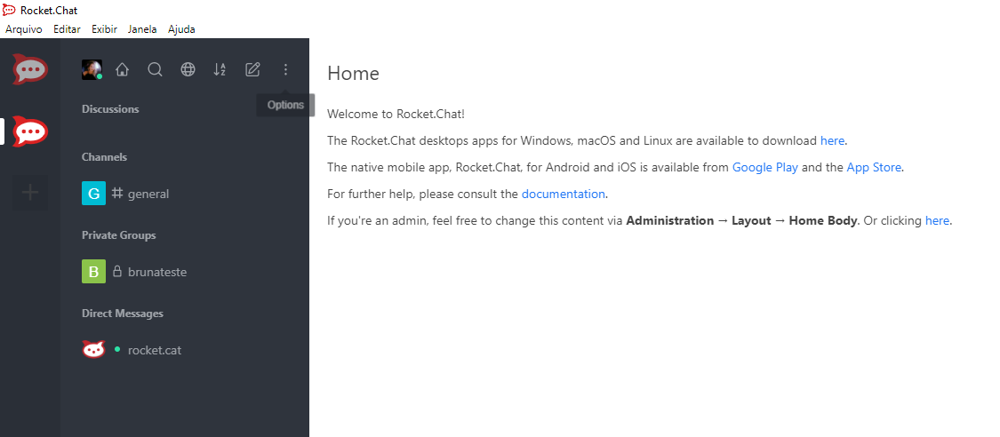 Rocket.Chat
Arquivo Editar Exibir Janela Ajuda
Options
Discussions
Channels
G general
Private Groups
B brunateste
Direct Messages
rocket.cat
Home
Welcome to Rocket.Chat!
The Rocket.Chat desktops apps for Windows, macOS and Linux are available to download here.
The native mobile app, Rocket.Chat, for Android and iOS is available from Google Play and the App Store.
For further help, please consult the documentation.
If you're an admin, feel free to change this content via Administration → Layout → Home Body. Or clicking here.